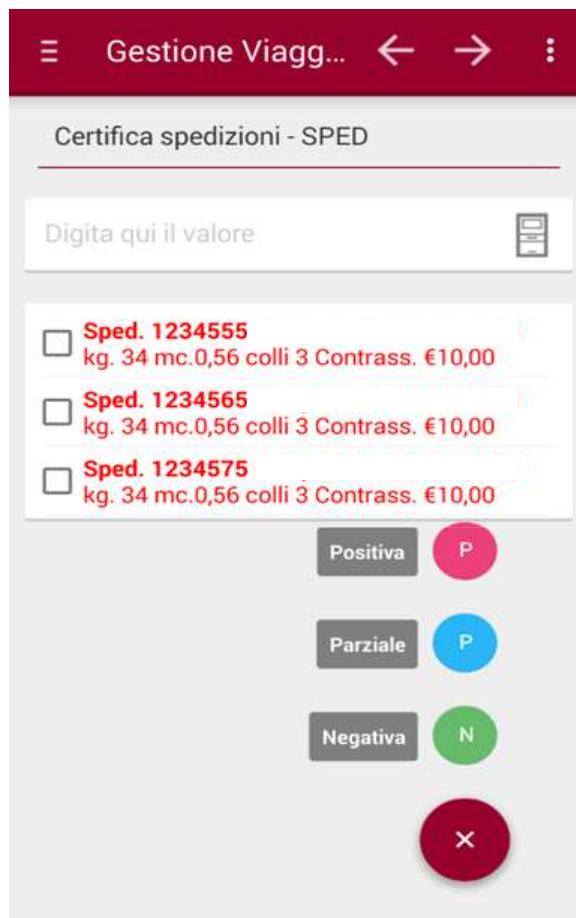 Gestione Viagg...
Certifica spedizioni - SPED
Digita qui il valore
Sped. 1234555
kg. 34 mc.0,56 colli 3 Contrass. €10,00
Sped. 1234565
kg. 34 mc.0,56 colli 3 Contrass. €10,00
Sped. 1234575
kg. 34 mc.0,56 colli 3 Contrass. €10,00
Positiva P
Parziale P
Negativa N